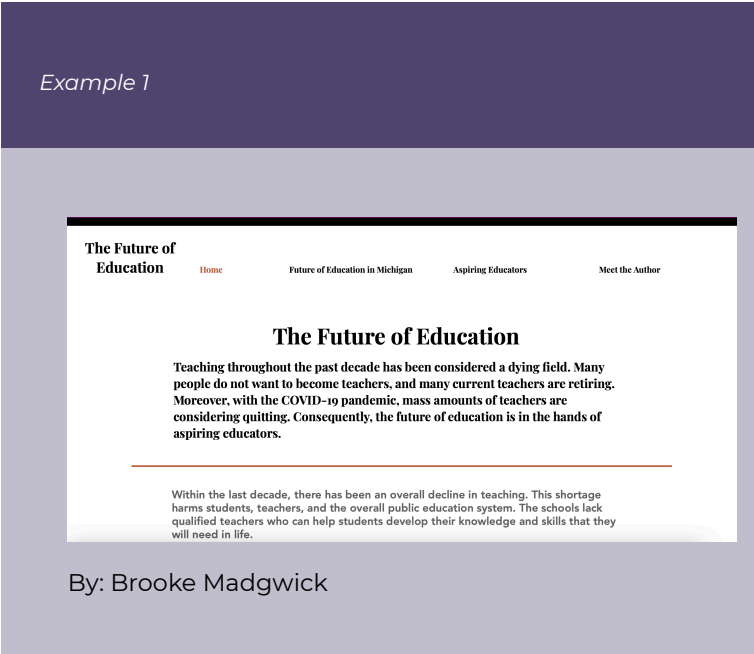 Example 1
The Future of
Education
Home
Future of Education in Michigan
Aspiring Educators
Meet the Author
The Future of Education
Teaching throughout the past decade has been considered a dying field. Many
people do not want to become teachers, and many current teachers are retiring.
Moreover, with the COVID-19 pandemic, mass amounts of teachers are
considering quitting. Consequently, the future of education is in the hands of
aspiring educators.
Within the last decade, there has been an overall decline in teaching. This shortage
harms students, teachers, and the overall public education system. The schools lack
qualified teachers who can help students develop their knowledge and skills that they
will need in life.
By: Brooke Madgwick